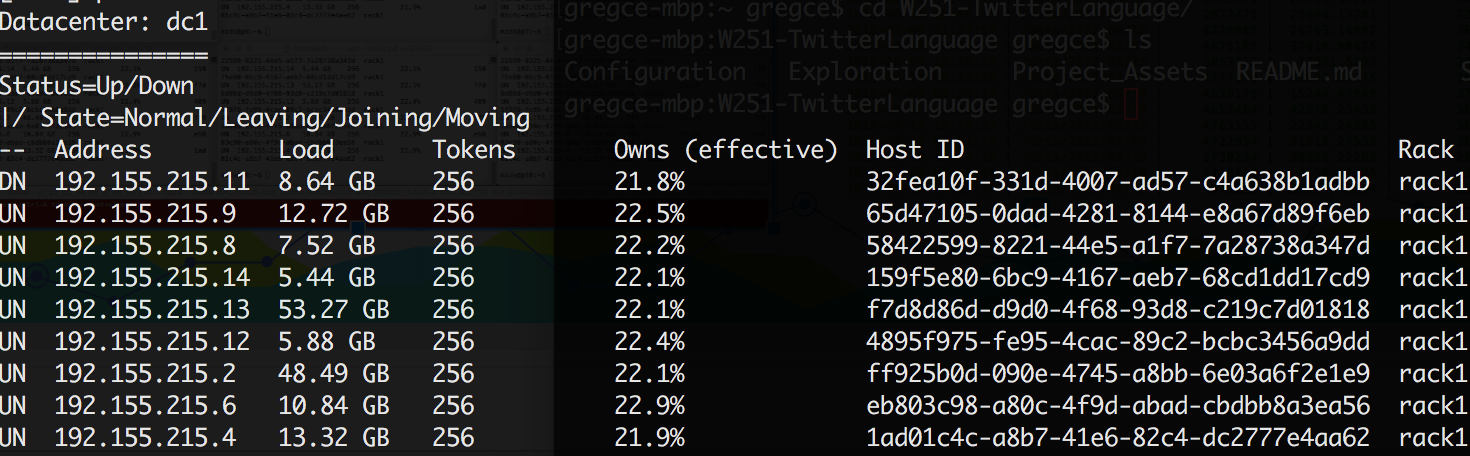 Datacenter: dc1
===============
Status=Up/Down
|/ State=Normal/Leaving/Joining/Moving
-- Address Load Tokens Owns (effective) Host ID Rack
DN 192.155.215.11 8.64 GB 256 21.8% 32fea10f-331d-4007-ad57-c4a638b1adbb rack1
UN 192.155.215.9 12.72 GB 256 22.5% 65d47105-0dad-4281-8144-e8a67d89f6eb rack1
UN 192.155.215.8 7.52 GB 256 22.2% 58422599-8221-44e5-a1f7-7a28738a347d rack1
UN 192.155.215.14 5.44 GB 256 22.1% 159f5e80-6bc9-4167-aeb7-68cd1dd17cd9 rack1
UN 192.155.215.13 53.27 GB 256 22.1% f7d8d86d-d9d0-4f68-93d8-c219c7d01818 rack1
UN 192.155.215.12 5.88 GB 256 22.4% 4895f975-fe95-4cac-89c2-bcbc3456a9dd rack1
UN 192.155.215.2 48.49 GB 256 22.1% ff925b0d-090e-4745-a8bb-6e03a6f2e1e9 rack1
UN 192.155.215.6 10.84 GB 256 22.9% eb803c98-a80c-4f9d-abad-cbdbb8a3ea56 rack1
UN 192.155.215.4 13.32 GB 256 21.9% 1ad01c4c-a8b7-41e6-82c4-dc2777e4aa62 rack1
gregce-mbp:~ gregce$ cd W251-TwitterLanguage/
[gregce-mbp:W251-TwitterLanguage gregce$ ls
Configuration Exploration Project_Assets README.md
gregce-mbp:W251-TwitterLanguage gregce$